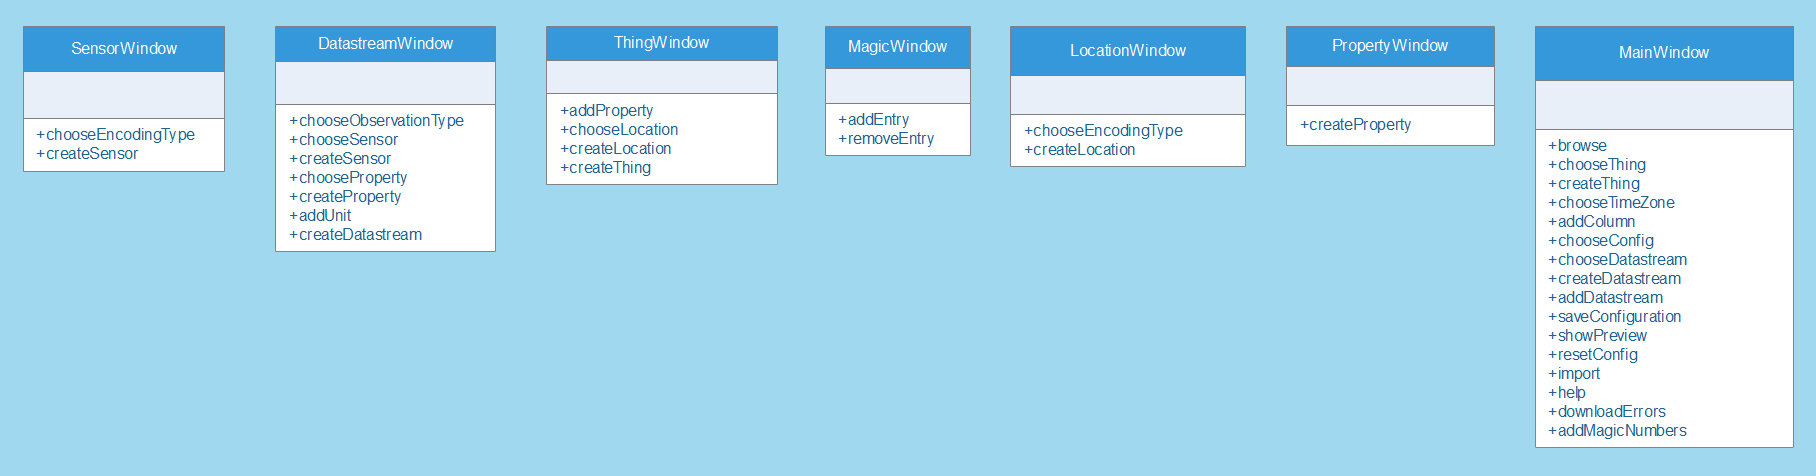 SensorWindow
+chooseEncodingType
+createSensor
DatastreamWindow
+chooseObservationType
+chooseSensor
+createSensor
+chooseProperty
+createProperty
+addUnit
+createDatastream
ThingWindow
+addProperty
+chooseLocation
+createLocation
+createThing
MagicWindow
+addEntry
+removeEntry
LocationWindow
+chooseEncodingType
+createLocation
PropertyWindow
+createProperty
MainWindow
+browse
+chooseThing
+createThing
+chooseTimeZone
+addColumn
+chooseConfig
+chooseDatastream
+createDatastream
+addDatastream
+saveConfiguration
+showPreview
+resetConfig
+import
+help
+downloadErrors
+addMagicNumbers